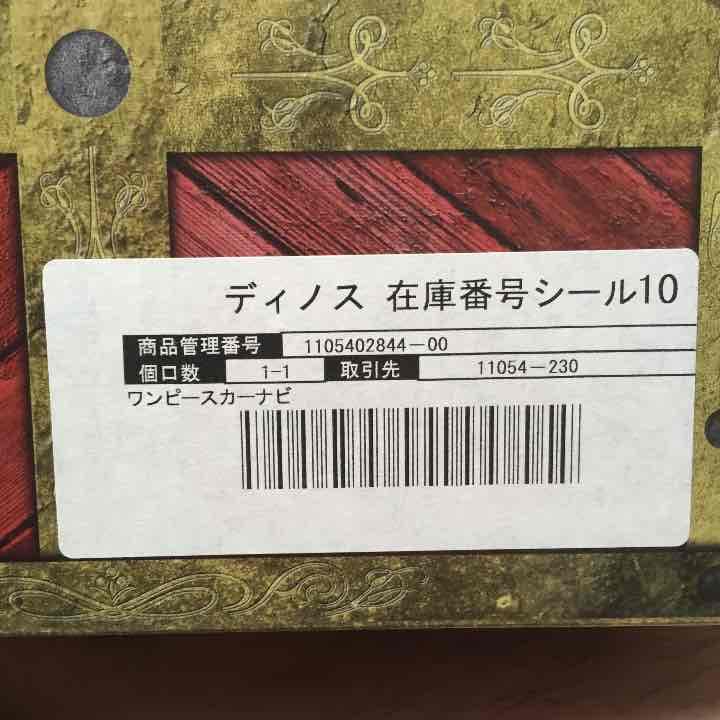 ディノス 在庫番号シール10
商品管理番号 1105402844-00
個口数 1-1 取引先 11054-230
ワンピースカーナビ